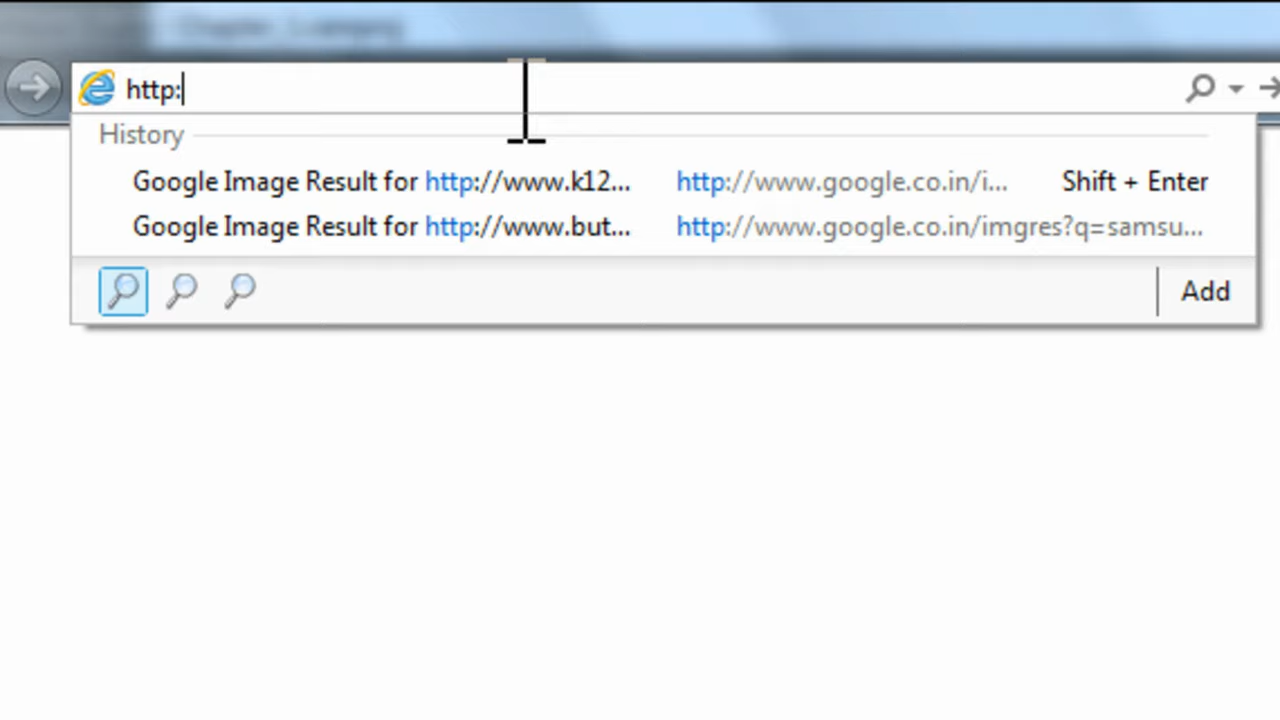 http:
History
Google Image Result for http://www.k12... http://www.google.co.in/i... Shift + Enter
Google Image Result for http://www.but... http://www.google.co.in/imgres?q=samsu...
Add